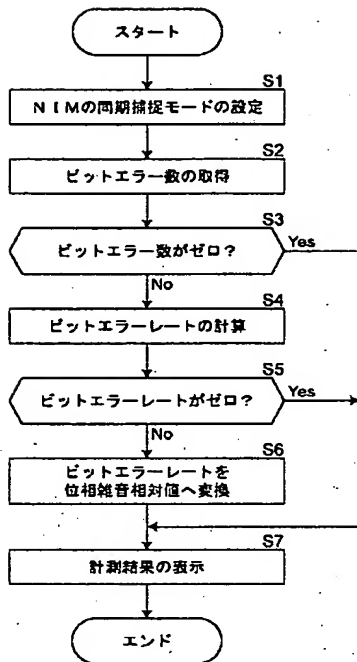 スタート
S1
NIMの同期捕捉モードの設定
S2
ビットエラー数の取得
S3
ビットエラー数がゼロ?
Yes
No
S4
ビットエラーレートの計算
S5
ビットエラーレートがゼロ?
Yes
No
S6
ビットエラーレートを
位相雑音相対値へ変換
S7
計測結果の表示
エンド